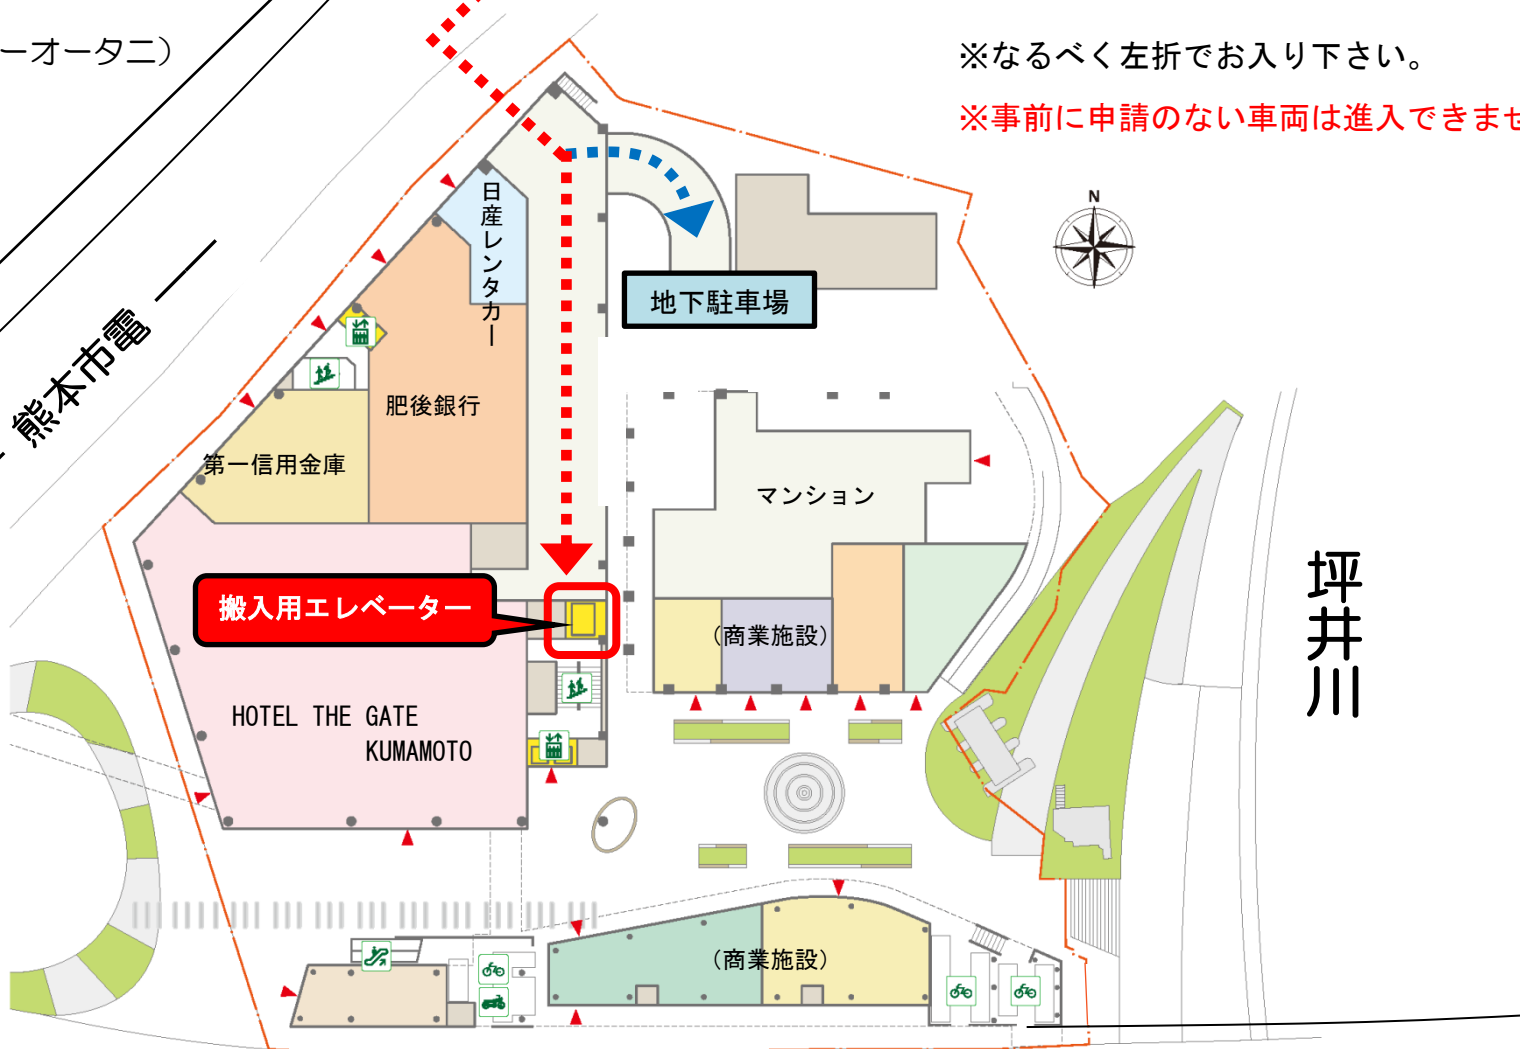 ーオータニ）
※なるべく左折でお入り下さい。
※事前に申請のない車両は進入できませ
N
日産レンタカー
地下駐車場
熊本市電
肥後銀行
第一信用金庫
マンション
搬入用エレベーター
（商業施設）
坪井川
HOTEL THE GATE
KUMAMOTO
（商業施設）